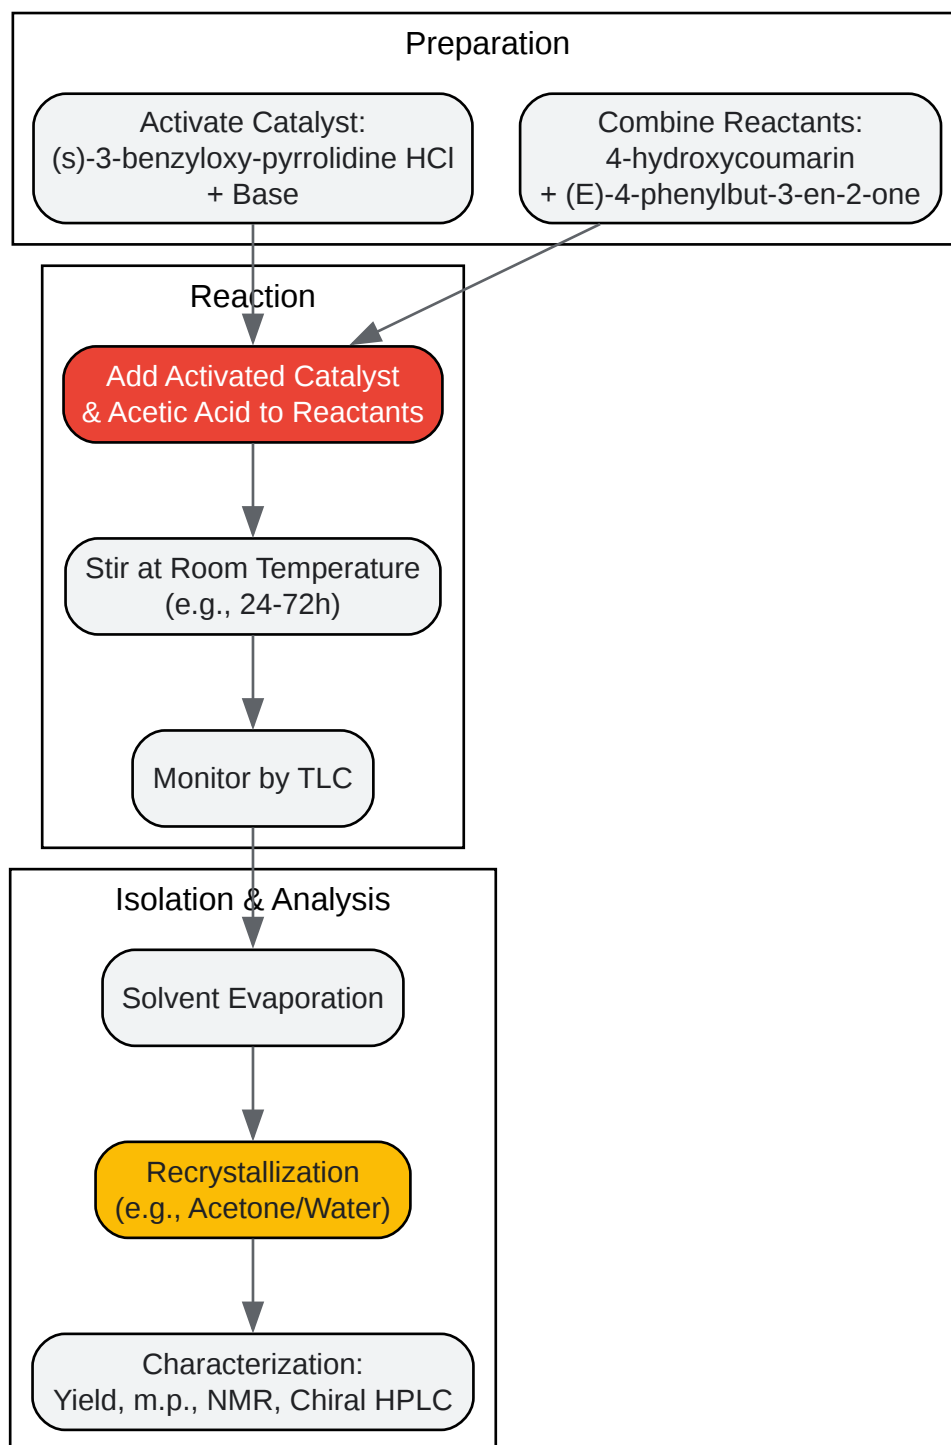 Preparation
Activate Catalyst:
(s)-3-benzyloxy-pyrrolidine HCl
+ Base
Combine Reactants:
4-hydroxycoumarin
+ (E)-4-phenylbut-3-en-2-one
Reaction
Add Activated Catalyst
& Acetic Acid to Reactants
Stir at Room Temperature
(e.g., 24-72h)
Monitor by TLC
Isolation & Analysis
Solvent Evaporation
Recrystallization
(e.g., Acetone/Water)
Characterization:
Yield, m.p., NMR, Chiral HPLC